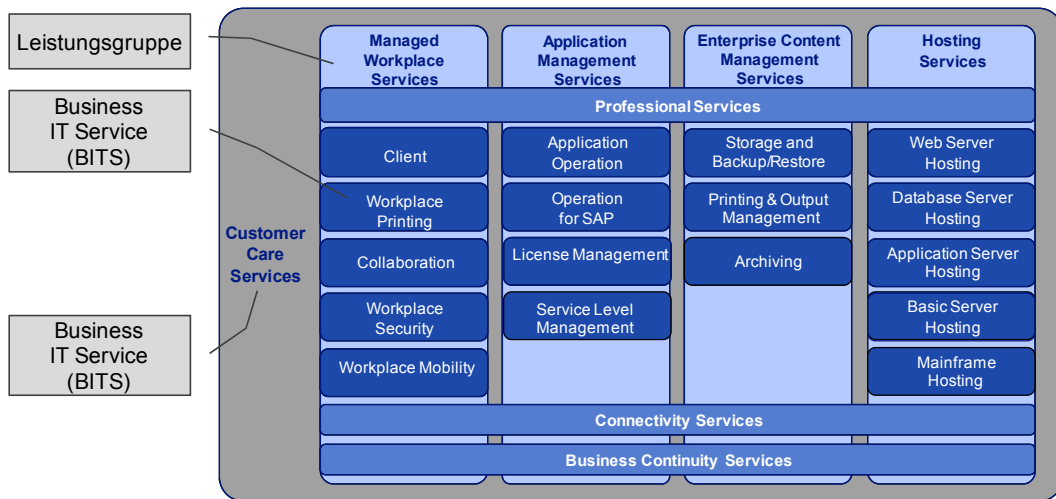 Leistungsgruppe
Business
IT Service
(BITS)
Business
IT Service
(BITS)
Customer
Care
Services
Managed
Workplace
Services
Application
Management
Services
Enterprise Content
Management
Services
Hosting
Services
Professional Services
Client
Workplace
Printing
Collaboration
Workplace
Security
Workplace Mobility
Application
Operation
Operation
for SAP
License Management
Service Level
Management
Storage and
Backup/Restore
Printing & Output
Management
Archiving
Web Server
Hosting
Database Server
Hosting
Application Server
Hosting
Basic Server
Hosting
Mainframe
Hosting
Connectivity Services
Business Continuity Services